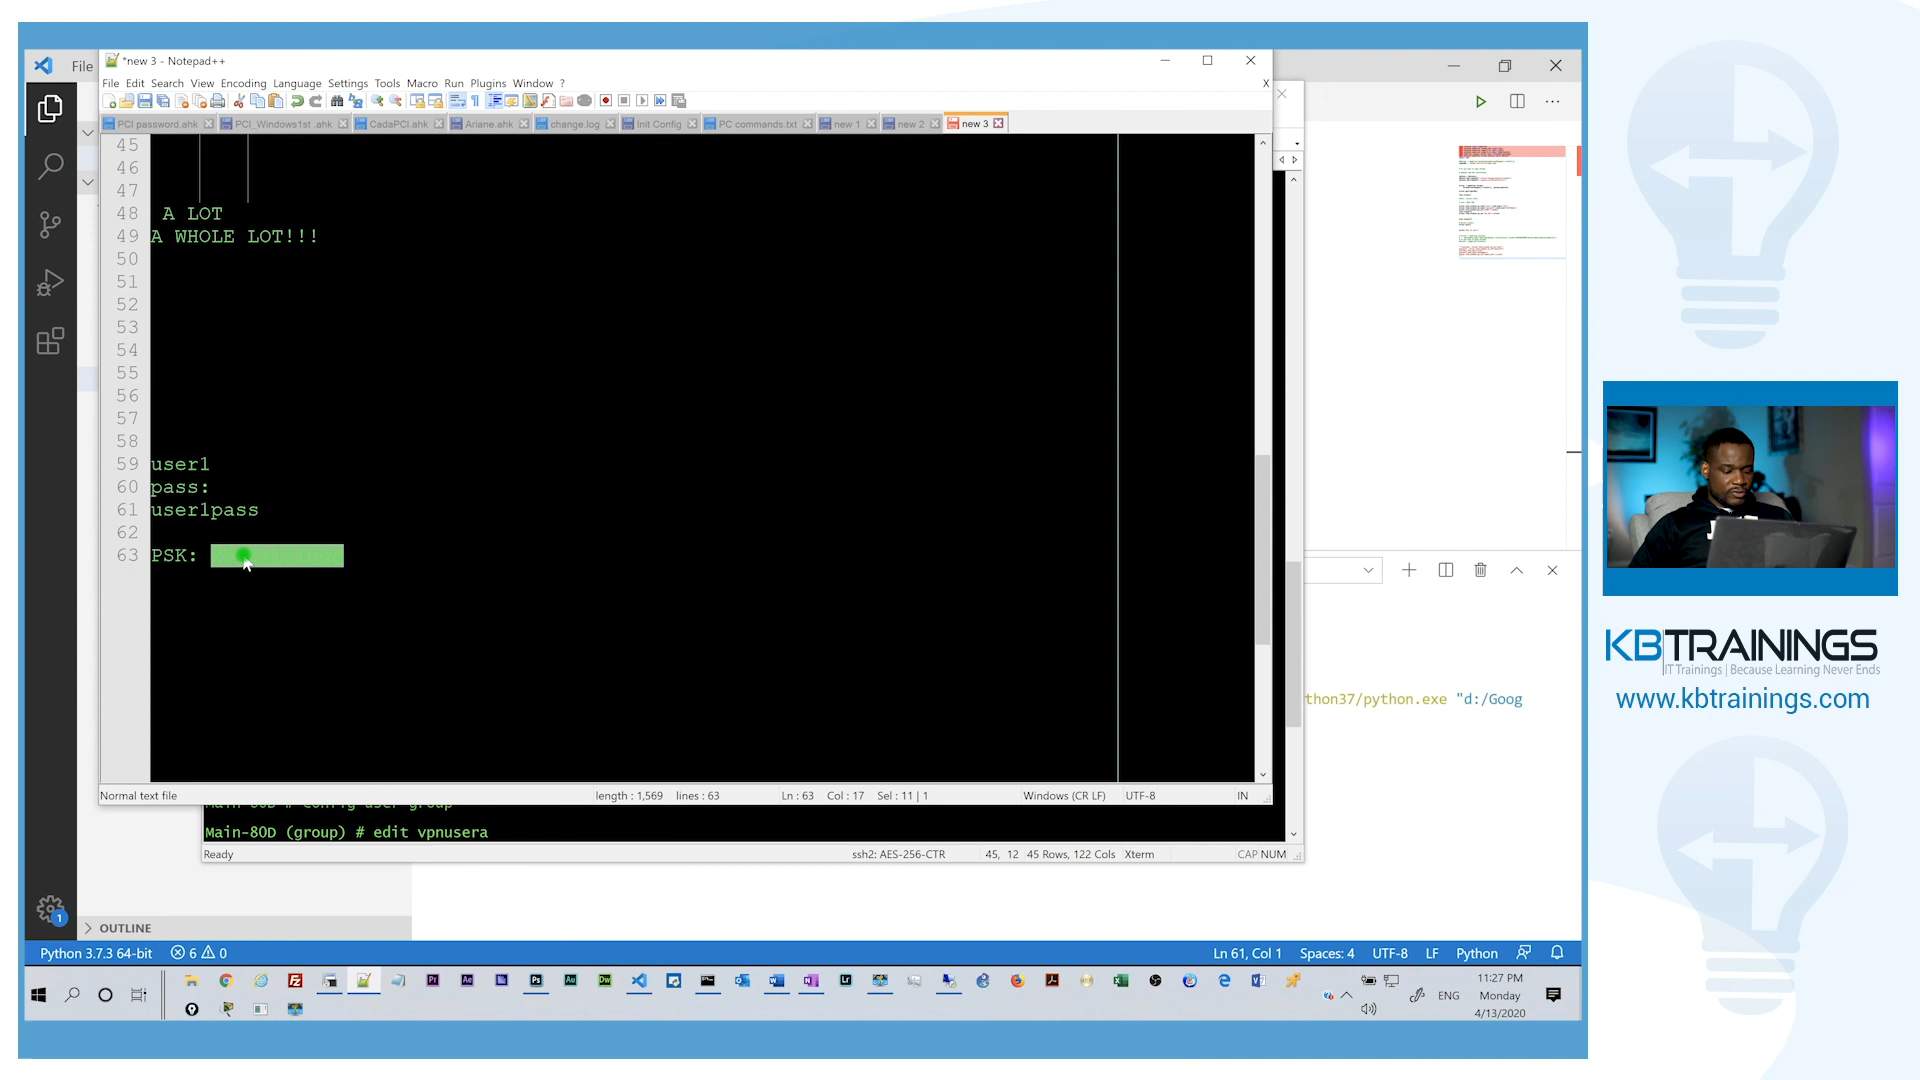 File
*new 3 - Notepad++
File Edit Search View Encoding Language Settings Tools Macro Run Plugins Window ?
X
PCI password.ahk
PCI_Windows1st .ahk
CadaPCI.ahk
Ariane.ahk
change.log
Init Config
PC commands.txt
new 1
new 2
new 3
45
46
47
48 A LOT
49 A WHOLE LOT!!!
50
51
52
53
54
55
56
57
58
59 user1
60 pass:
61 user1pass
62
63 PSK:
Normal text file
length : 1,569 lines : 63
Ln : 63 Col : 17 Sel : 11 | 1
Windows (CR LF)
UTF-8
IN
Main-80D # config user group
Main-80D (group) # edit vpnusera
Ready
ssh2: AES-256-CTR
45, 12
45 Rows, 122 Cols
Xterm
CAP NUM
thon37/python.exe "d:/Goog
OUTLINE
1
Python 3.7.3 64-bit
6
0
Ln 61, Col 1
Spaces: 4
UTF-8
LF
Python
ENG
11:27 PM
Monday
4/13/2020
KBTRAININGS
IT Trainings | Because Learning Never Ends
www.kbtrainings.com